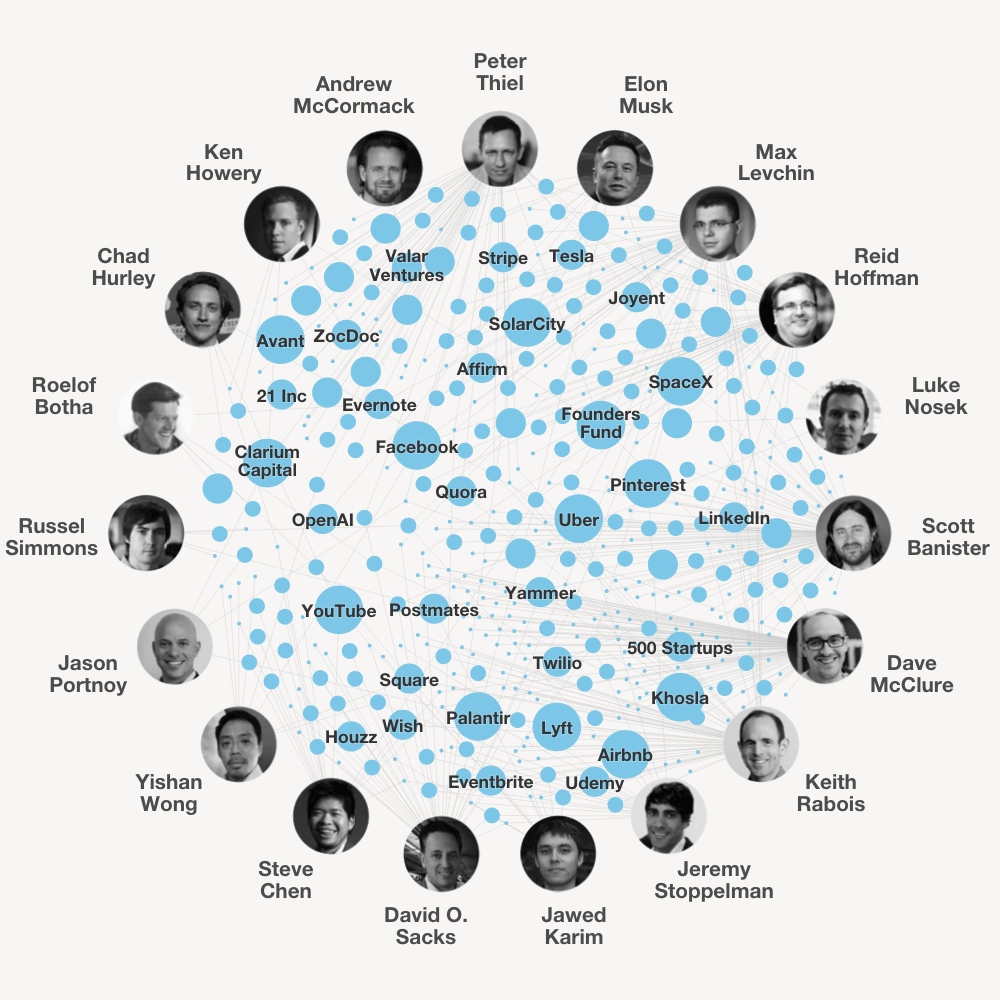 Peter
Thiel
Andrew
McCormack
Elon
Musk
Ken
Howery
Max
Levchin
Chad
Hurley
Reid
Hoffman
Valar
Ventures
Stripe
Tesla
Joyent
SolarCity
Avant
ZocDoc
Affirm
SpaceX
Roelof
Botha
Luke
Nosek
21 Inc
Evernote
Founders
Fund
Facebook
Clarium
Capital
Pinterest
Quora
OpenAI
Uber
LinkedIn
Russel
Simmons
Scott
Banister
Yammer
YouTube
Postmates
500 Startups
Twilio
Jason
Portnoy
Dave
McClure
Square
Khosla
Palantir
Wish
Lyft
Houzz
Airbnb
Eventbrite
Udemy
Yishan
Wong
Keith
Rabois
Steve
Chen
Jeremy
Stoppelman
David O.
Sacks
Jawed
Karim